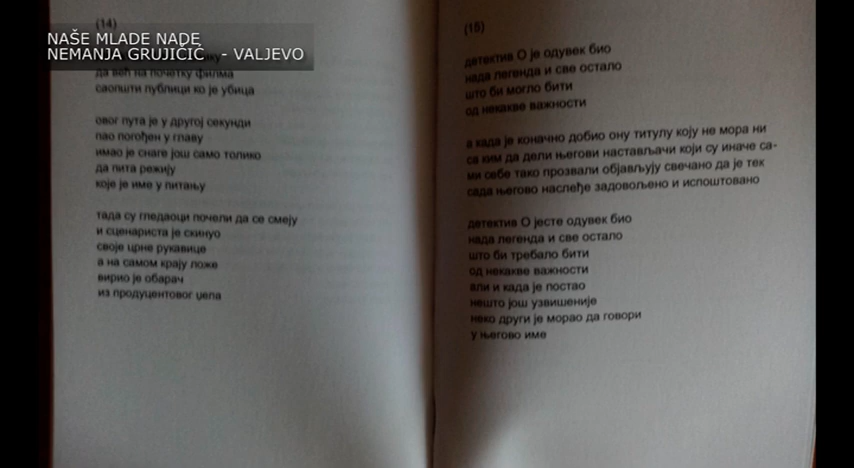 NAŠE MLADE NADE
NEMANJA GRUJIČIĆ - VALJEVO
(14)
да већ на почетку филма
саопшти публици ко је убица
овог пута је у другој секунди
пао погођен у главу
имао је снаге још само толико
да пита режију
које је име у питању
тада су гледаоци почели да се смеју
и сценариста је скинуо
своје црне рукавице
а на самом крају ложе
вирио је обарач
из продуцентовог џепа
(15)
детектив О је одувек био
нада легенда и све остало
што би могло бити
од некакве важности
а када је коначно добио ону титулу коју не мора ни
са ким да дели његови настављачи који су иначе са-
ми себе тако прозвали објављују свечано да је тек
сада његово наслеђе задовољено и испоштовано
детектив О јесте одувек био
нада легенда и све остало
што би требало бити
од некакве важности
али и када је постао
нешто још узвишеније
неко други је морао да говори
у његово име